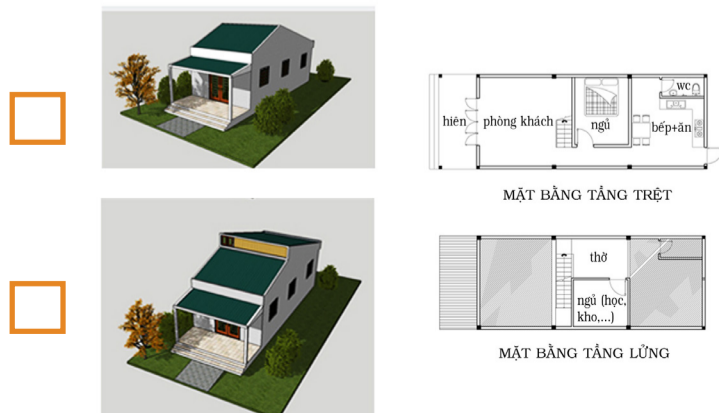 wc
hiên
phòng khách
ngủ
bếp+ăn
MẶT BẰNG TẦNG TRỆT
thờ
ngủ (học,
kho,...)
MẶT BẰNG TẦNG LỬNG